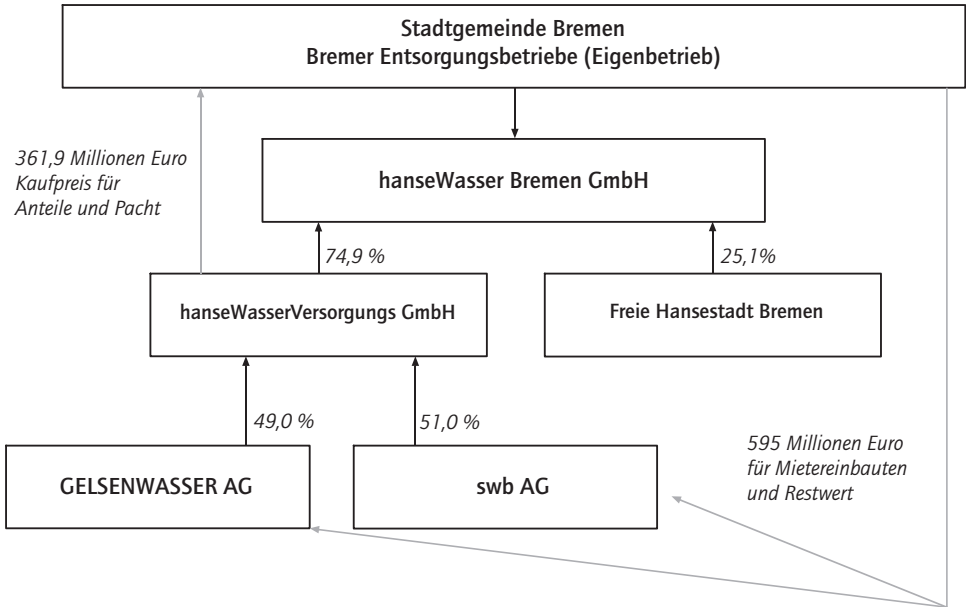 Stadtgemeinde Bremen
Bremer Entsorgungsbetriebe (Eigenbetrieb)
361,9 Millionen Euro
Kaufpreis für
Anteile und Pacht
hanseWasser Bremen GmbH
74,9 %
25,1%
hanseWasserVersorgungs GmbH
Freie Hansestadt Bremen
49,0 %
51,0 %
595 Millionen Euro
für Mietereinbauten
und Restwert
GELSENWASSER AG
swb AG